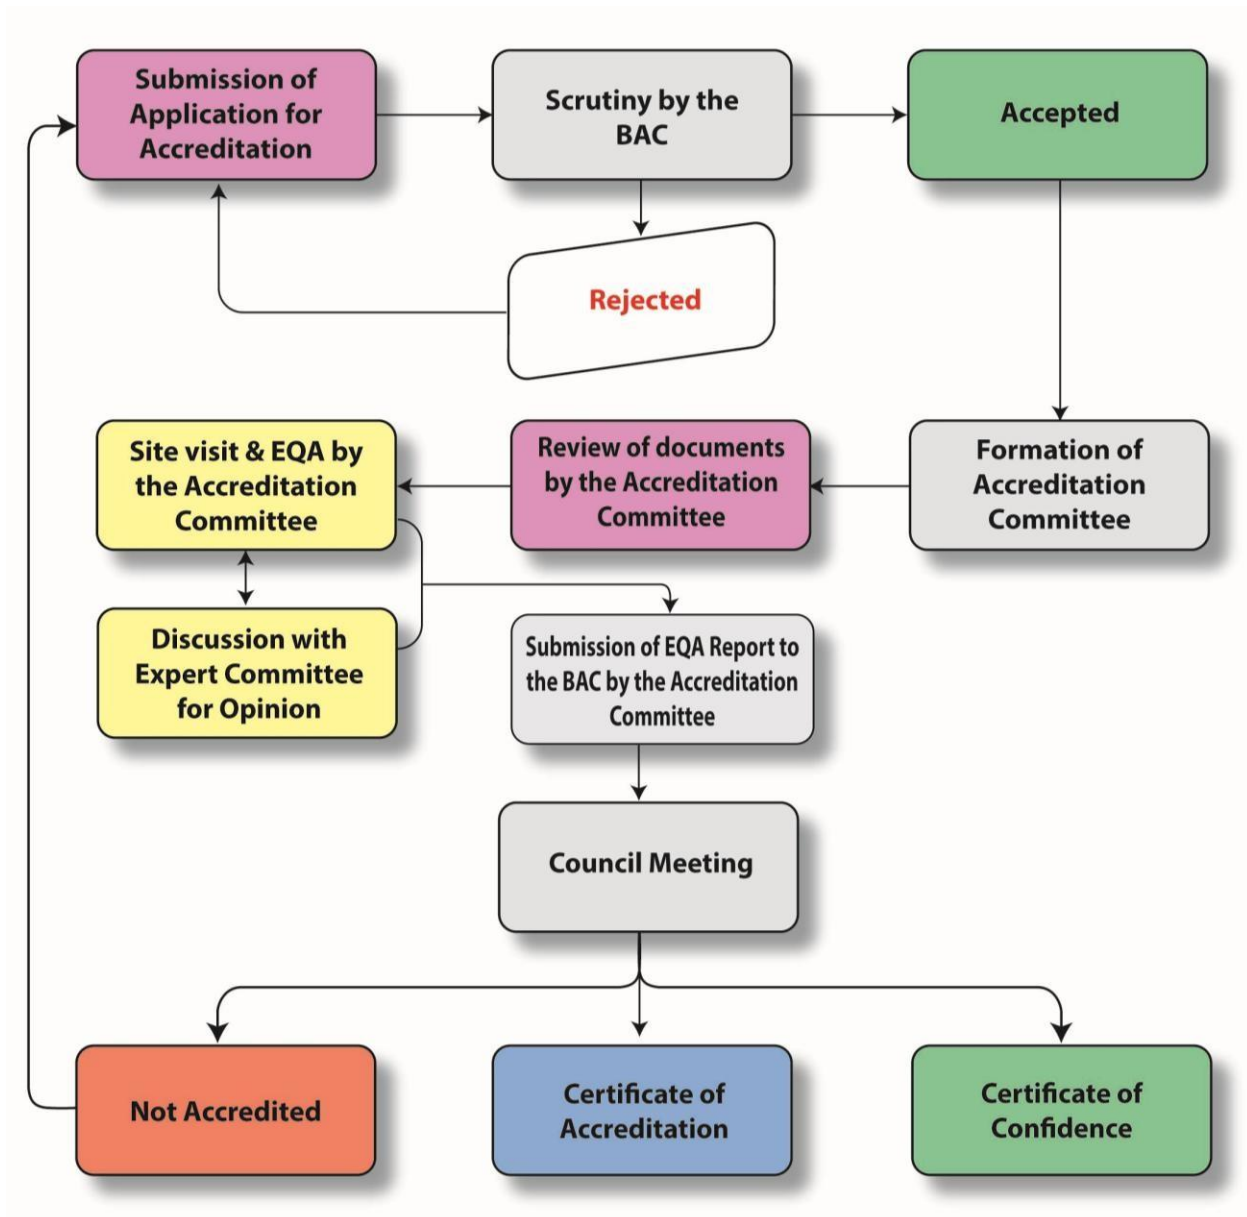 Submission of
Application for
Accreditation
Scrutiny by the
BAC
Accepted
Rejected
Site visit & EQA by
the Accreditation
Committee
Review of documents
by the Accreditation
Committee
Formation of
Accreditation
Committee
Discussion with
Expert Committee
for Opinion
Submission of EQA Report to
the BAC by the Accreditation
Committee
Council Meeting
Not Accredited
Certificate of
Accreditation
Certificate of
Confidence